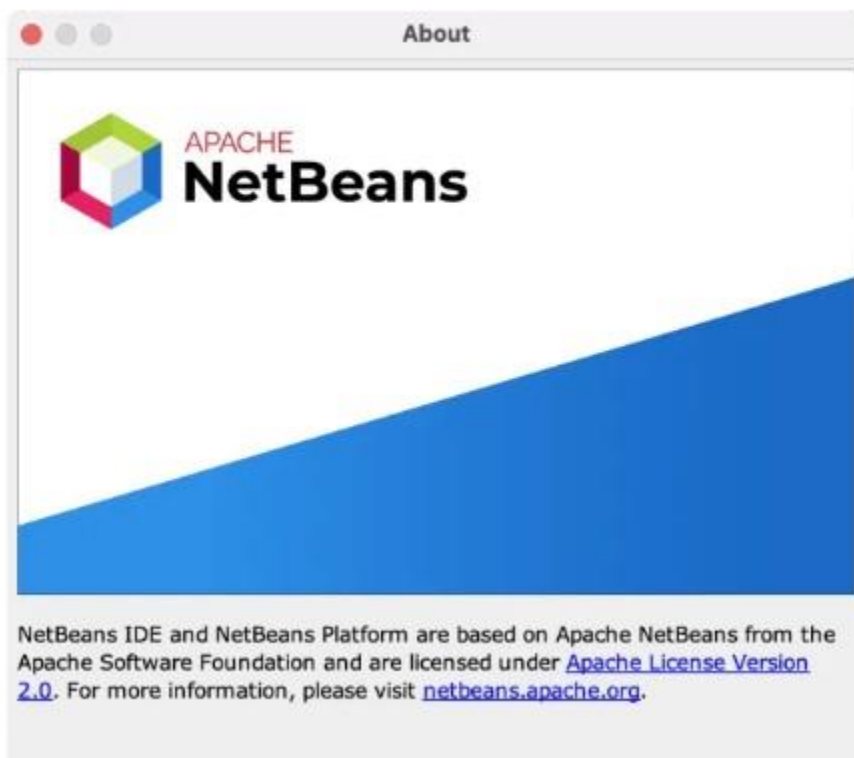 About
APACHE
NetBeans
NetBeans IDE and NetBeans Platform are based on Apache NetBeans from the
Apache Software Foundation and are licensed under Apache License Version
2.0. For more information, please visit netbeans.apache.org.